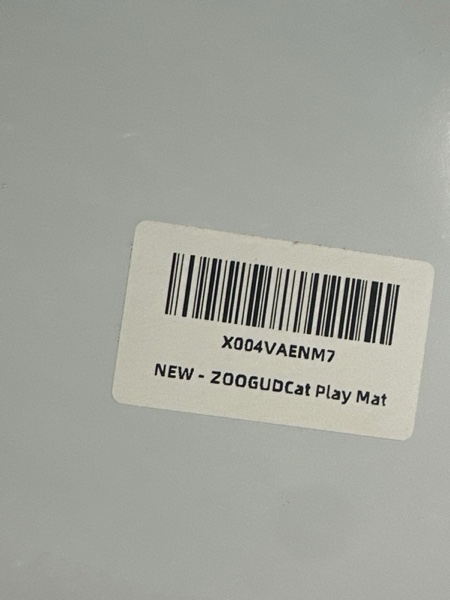 X004VAENM7
NEW - ZOOGUDCat Play Mat